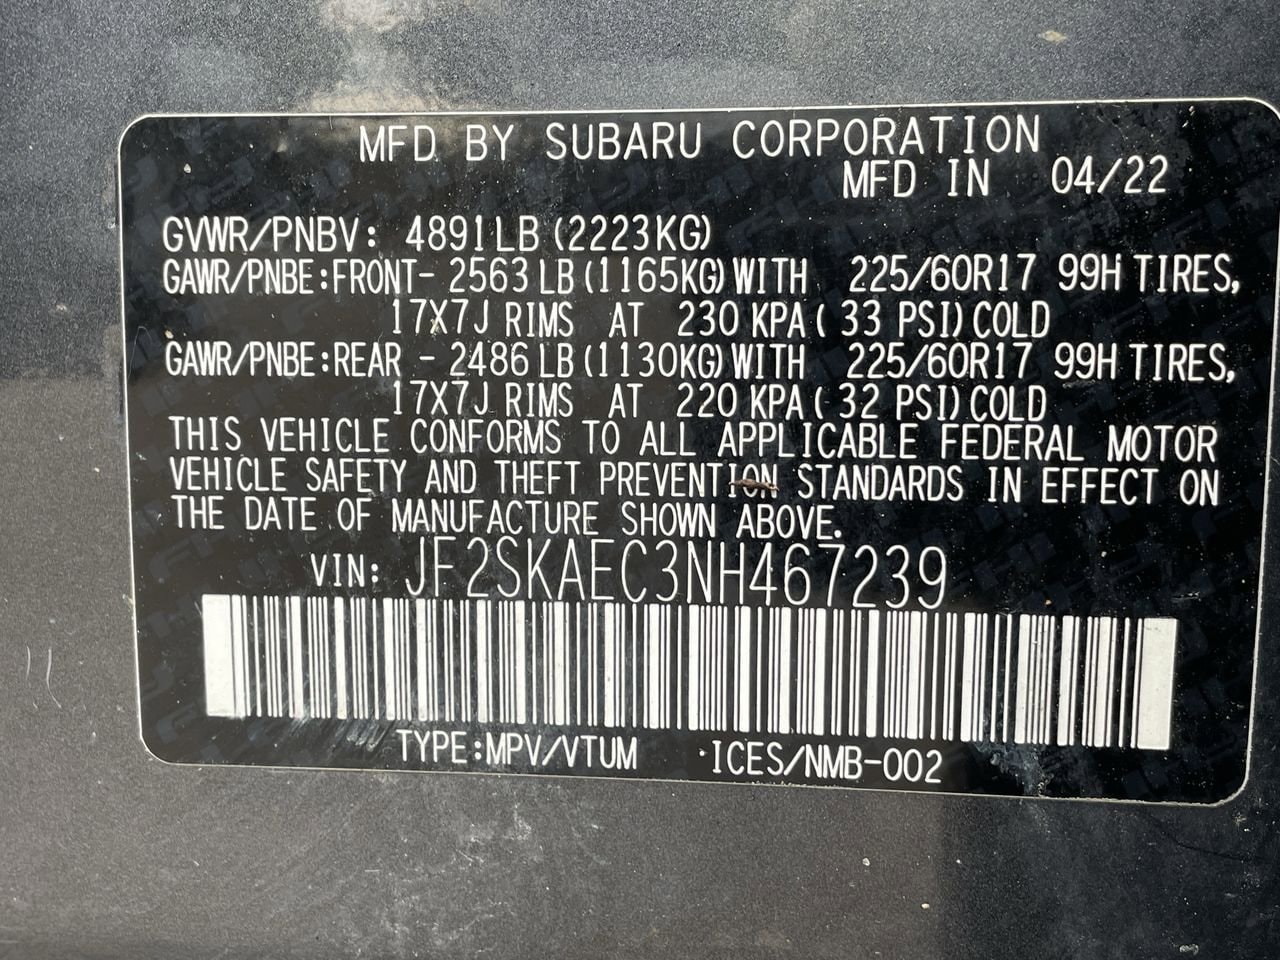 MFD. BY SUBARU CORPORATION
MFD IN 04/22
GVWR/PNBV: 4891LB (2223KG)
GAWR/PNBE:FRONT- 2563 LB (1165KG) WITH 225/60R17 99H TIRES,
17X7J RIMS AT 230 KPA ( 33 PSI) COLD
GAWR/PNBE:REAR - 2486 LB (1130KG) WITH 225/60R17 99H TIRES,
17X7J RIMS AT 220 KPA ( 32 PSI) COLD
THIS VEHICLE CONFORMS TO ALL APPLICABLE FEDERAL MOTOR
VEHICLE SAFETY AND THEFT PREVENTION STANDARDS IN EFFECT ON
THE DATE OF MANUFACTURE SHOWN ABOVE.
VIN: JF2SKAEC3NH467239
TYPE:MPV/VTUM ·ICES/NMB-002